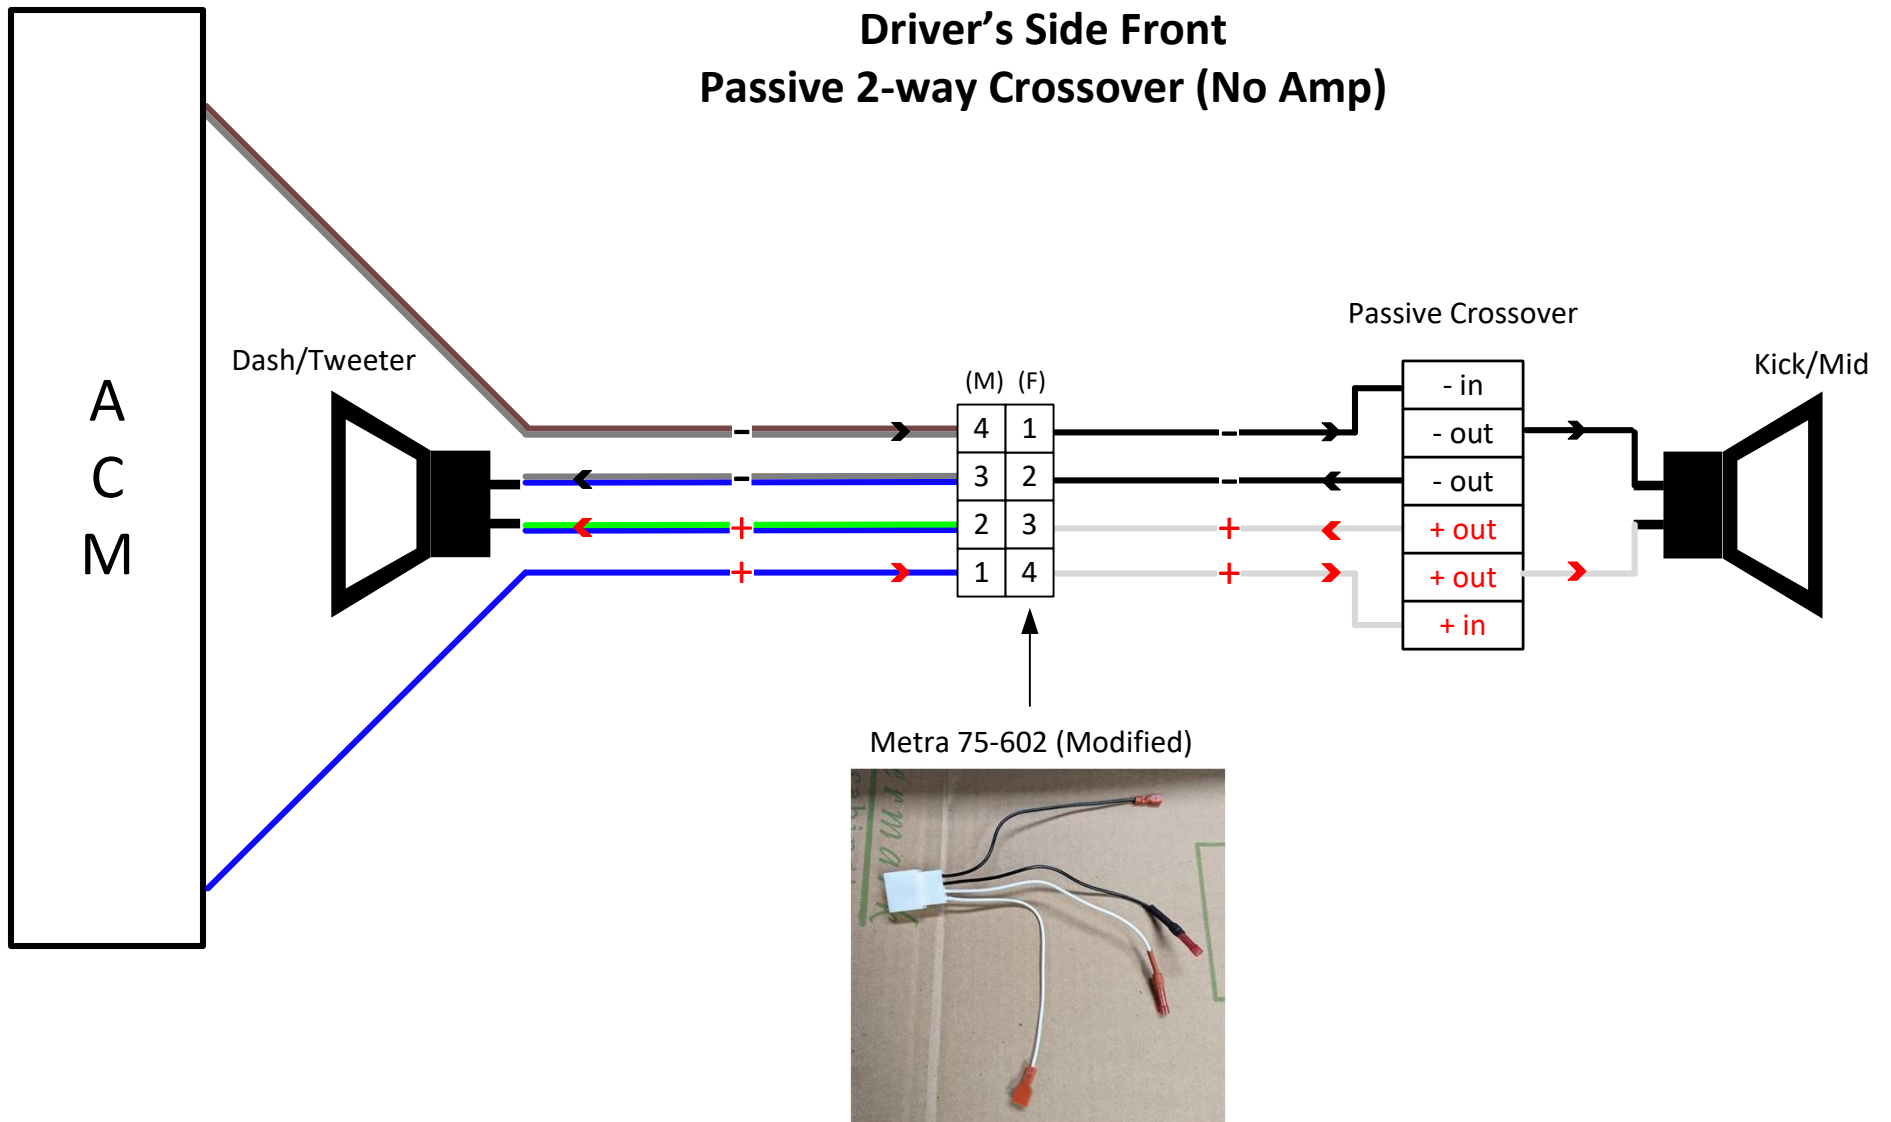 Driver's Side Front
Passive 2-way Crossover (No Amp)
A
C
M
Dash/Tweeter
Passive Crossover
Kick/Mid
(M) (F)
4 1
3 2
2 3
1 4
-
-
+
+
-
-
+
+
- in
- out
- out
+ out
+ out
+ in
Metra 75-602 (Modified)